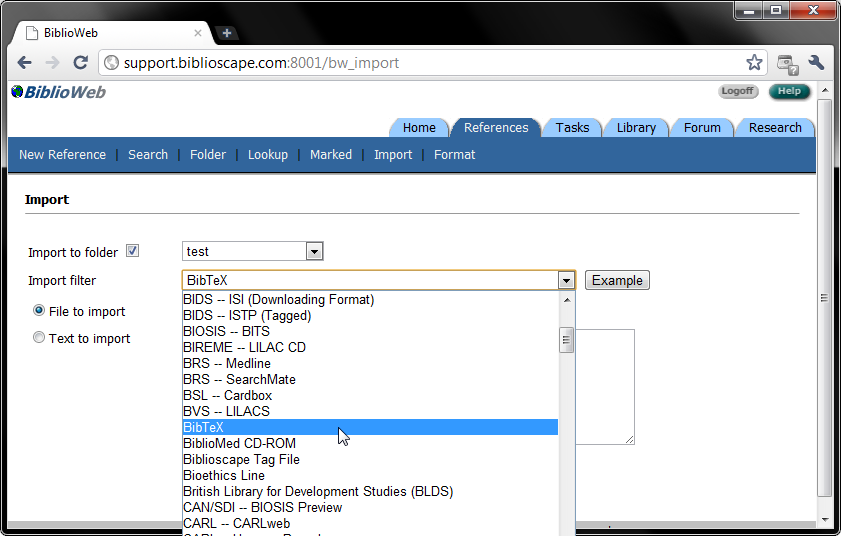 BiblioWeb
support.biblioscape.com:8001/bw_import
BiblioWeb
Logoff Help
Home References Tasks Library Forum Research
New Reference | Search | Folder | Lookup | Marked | Import | Format
Import
Import to folder test
Import filter BibTeX Example
File to import
Text to import
BIDS -- ISI (Downloading Format)
BIDS -- ISTP (Tagged)
BIOSIS -- BITS
BIREME -- LILAC CD
BRS -- Medline
BRS -- SearchMate
BSL -- Cardbox
BVS -- LILACS
BibTeX
BiblioMed CD-ROM
Biblioscape Tag File
Bioethics Line
British Library for Development Studies (BLDS)
CAN/SDI -- BIOSIS Preview
CARL -- CARLweb